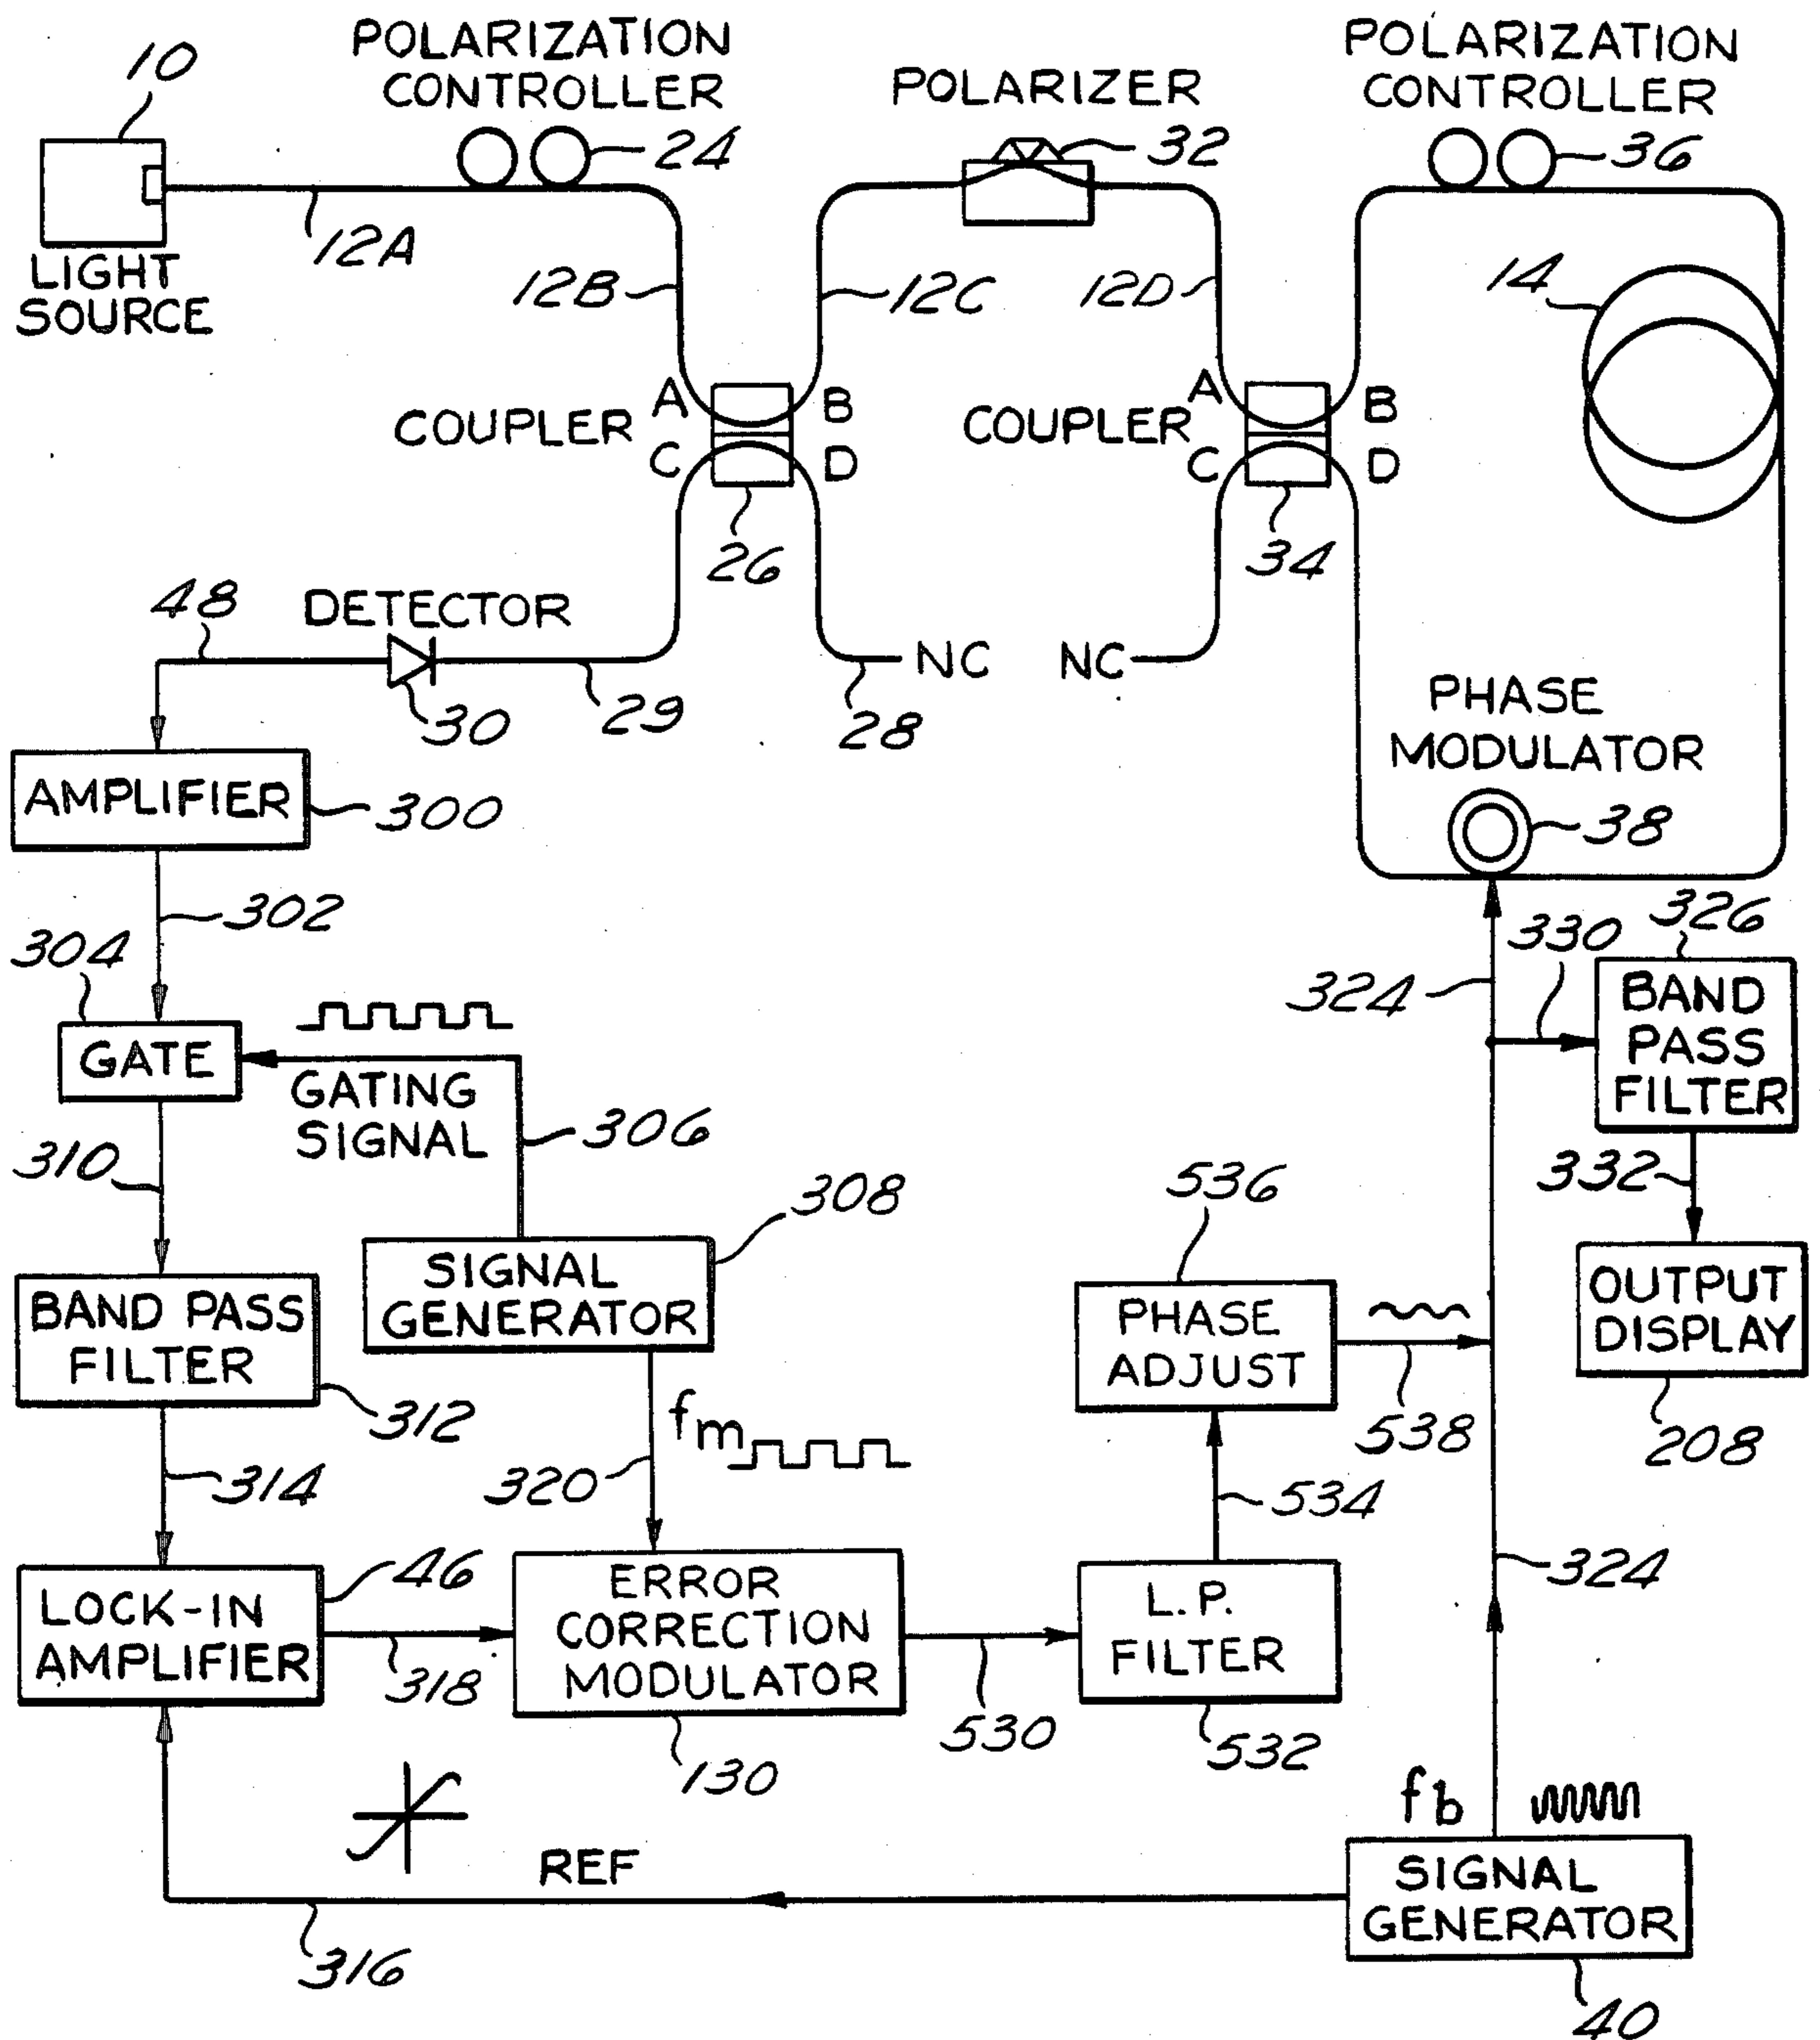 POLARIZATION
CONTROLLER
24
10
LIGHT
SOURCE
12A
12B
POLARIZER
32
12C
12D
POLARIZATION
CONTROLLER
36
14
COUPLER
A
B
C
D
26
COUPLER
A
B
C
D
34
48
DETECTOR
30
29
NC
28
NC
PHASE
MODULATOR
38
AMPLIFIER
300
302
304
GATE
GATING
SIGNAL
306
310
308
SIGNAL
GENERATOR
BAND PASS
FILTER
312
fm
320
314
LOCK-IN
AMPLIFIER
46
318
ERROR
CORRECTION
MODULATOR
130
530
L.P.
FILTER
532
534
536
PHASE
ADJUST
538
324
330
326
BAND
PASS
FILTER
332
OUTPUT
DISPLAY
208
324
fb
SIGNAL
GENERATOR
40
REF
316